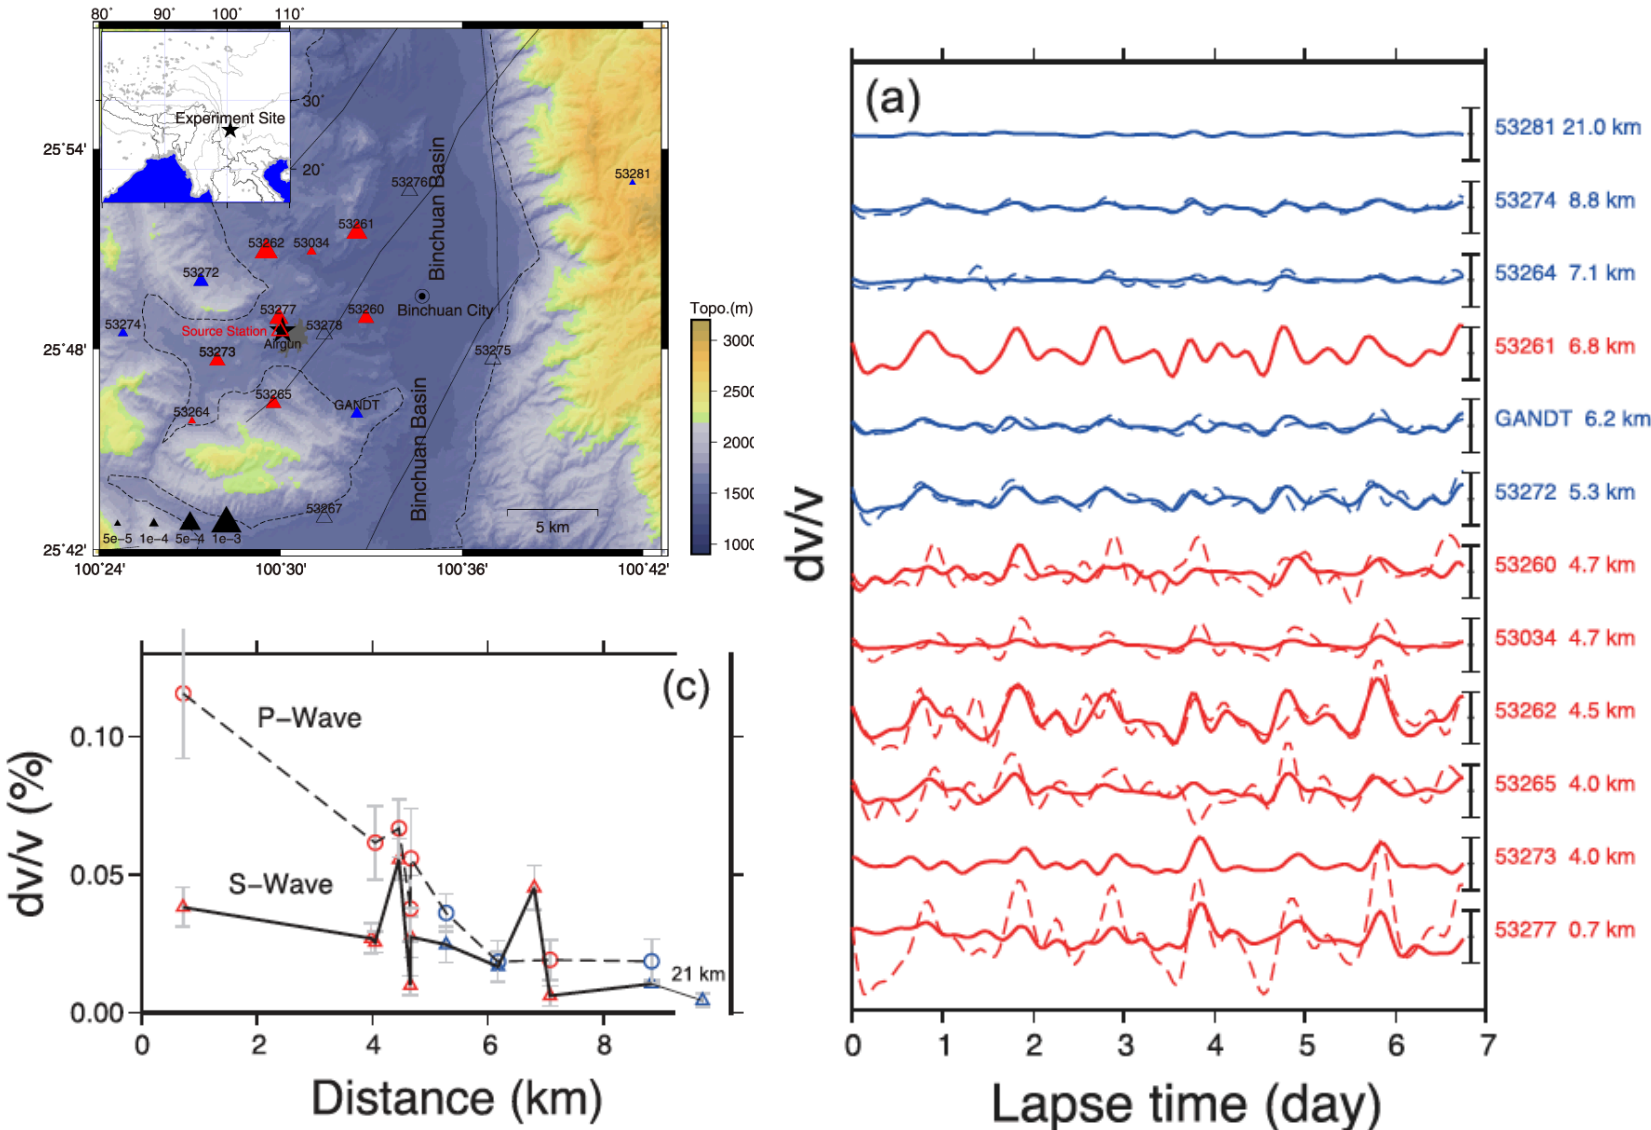 80° 90° 100° 110°
30°
20°
Experiment Site
25°54'
25°48'
25°42'
100°24' 100°30' 100°36' 100°42'
53281
53276
Binchuan Basin
53261
53262 53034
53272
53277 53260
Binchuan City
53274
Source Station
53278
Airgun
53273
53275
53265
53264
GANDT
Binchuan Basin
53267
5 km
5e-5 1e-4 5e-4 1e-3
Topo.(m)
3000
2500
2000
1500
1000
(c)
P-Wave
S-Wave
21 km
0.10
0.05
0.00
dv/v (%)
0 2 4 6 8
Distance (km)
(a)
53281 21.0 km
53274 8.8 km
53264 7.1 km
53261 6.8 km
GANDT 6.2 km
53272 5.3 km
53260 4.7 km
53034 4.7 km
53262 4.5 km
53265 4.0 km
53273 4.0 km
53277 0.7 km
dv/v
0 1 2 3 4 5 6 7
Lapse time (day)